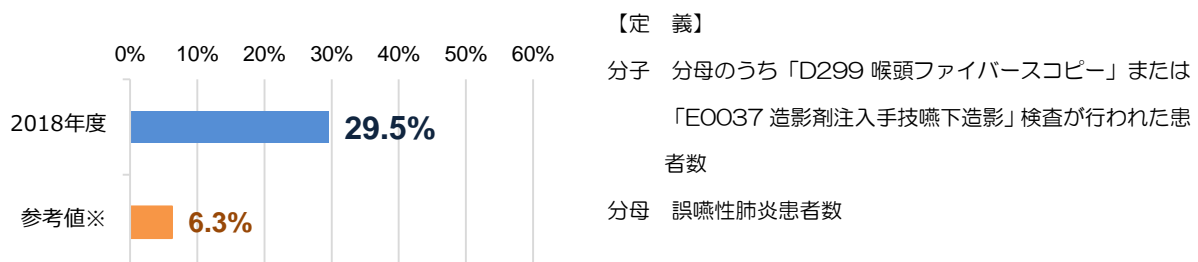 0% 10% 20% 30% 40% 50% 60%
2018年度
29.5%
参考値※
6.3%
【定　義】
分子　分母のうち「D299 喉頭ファイバースコピー」または
「E0037 造影剤注入手技嚥下造影」検査が行われた患
者数
分母　誤嚥性肺炎患者数